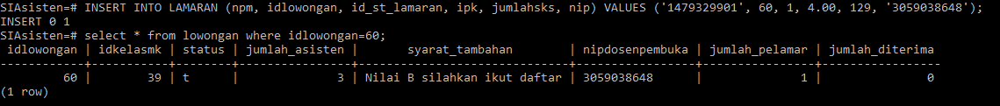 SIAsisten=# INSERT INTO LAMARAN (npm, idlowongan, id_st_lamaran, ipk, jumlahsks, nip) VALUES ('1479329901', 60, 1, 4.00, 129, '3059038648');
INSERT 0 1
SIAsisten=# select * from lowongan where idlowongan=60;
 idlowongan | idkelasmk | status | jumlah_asisten |       syarat_tambahan        | nipdosenpembuka | jumlah_pelamar | jumlah_diterima
------------+-----------+--------+----------------+------------------------------+-----------------+----------------+-----------------
         60 |        39 | t      |              3 | Nilai B silahkan ikut daftar | 3059038648      |              1 |               0
(1 row)